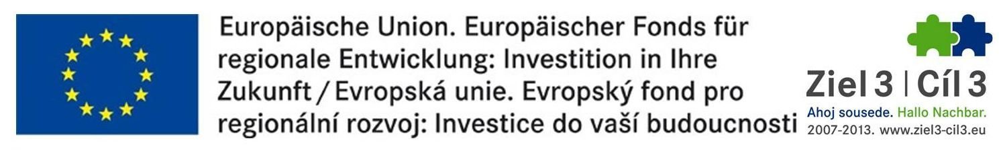 Europäische Union. Europäischer Fonds für
regionale Entwicklung: Investition in Ihre
Zukunft / Evropská unie. Evropský fond pro
regionální rozvoj: Investice do vaší budoucnosti
Ziel 3 | Cíl 3
Ahoj sousede. Hallo Nachbar.
2007-2013. www.ziel3-cil3.eu